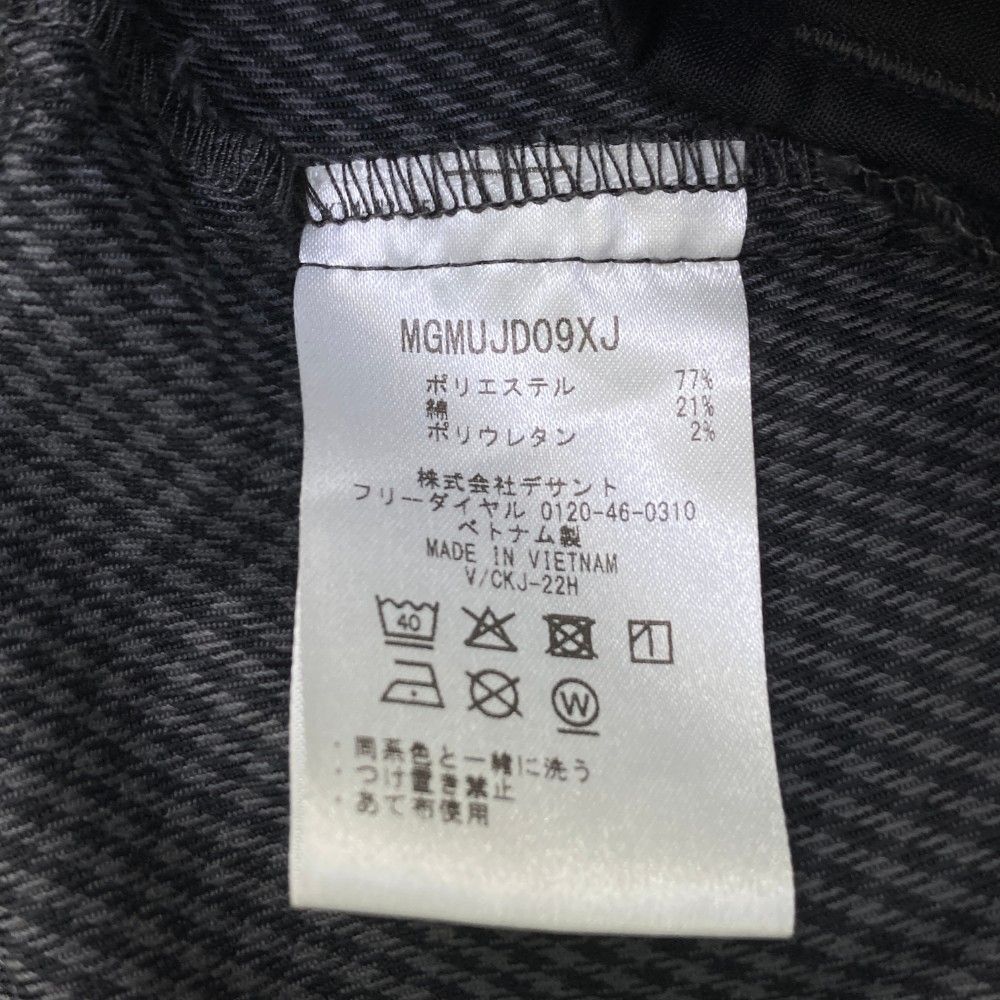 MGMUJD09XJ
ポリエステル 77%
綿 21%
ポリウレタン 2%
株式会社デサント
フリーダイヤル 0120-46-0310
ベトナム製
MADE IN VIETNAM
V/CKJ-22H
40
W
・同系色と一緒に洗う
・つけ置き禁止
・あて布使用